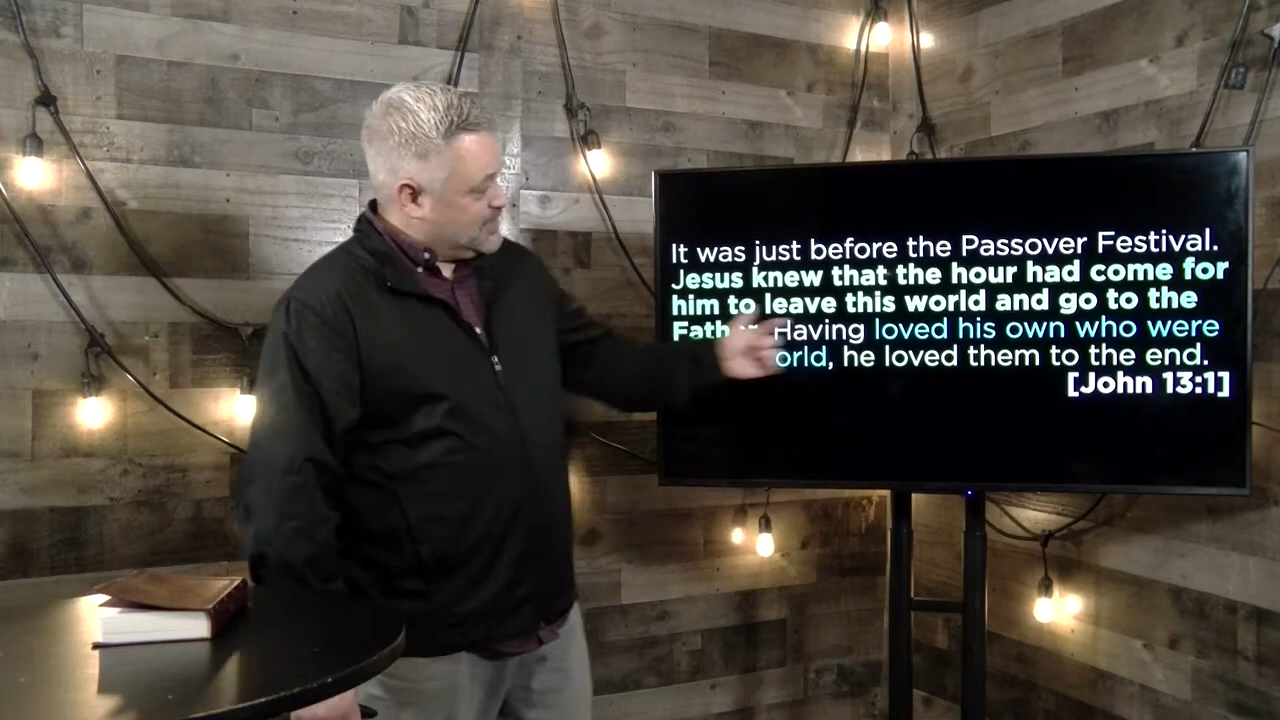 It was just before the Passover Festival.
Jesus knew that the hour had come for
him to leave this world and go to the
Having loved his own who were
he loved them to the end.
[John 13:1]